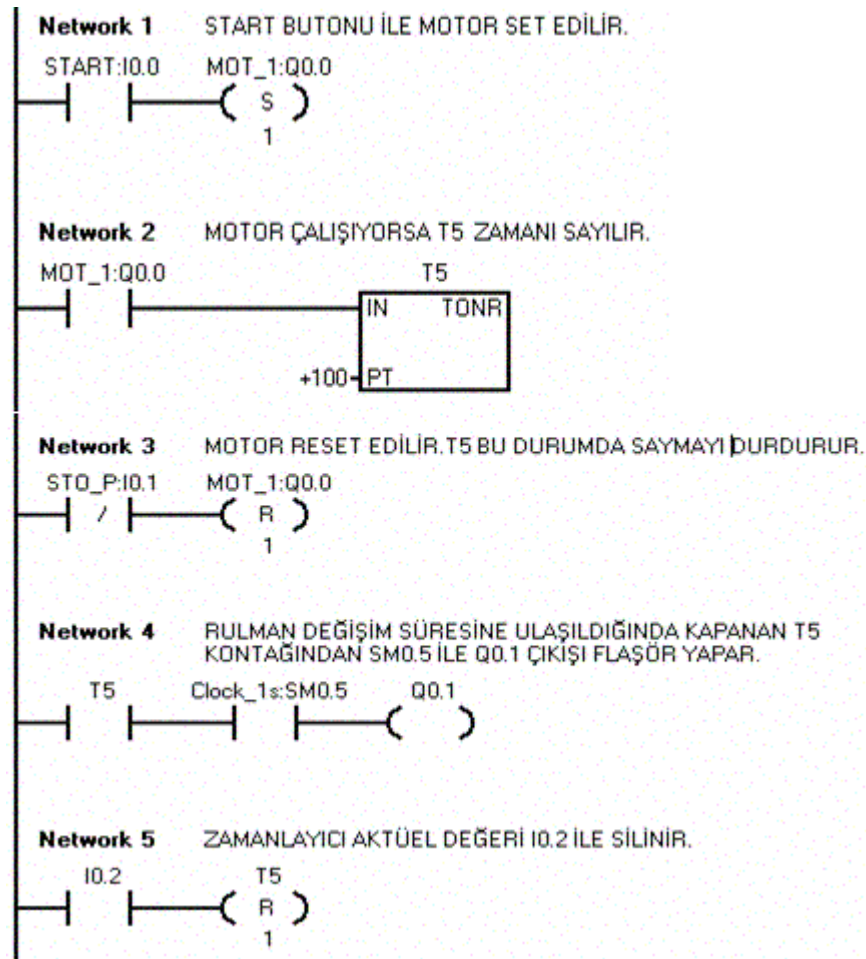 Network 1 START BUTONU İLE MOTOR SET EDİLİR.
START:I0.0 MOT_1:Q0.0
S
1
Network 2 MOTOR ÇALIŞIYORSA T5 ZAMANI SAYILIR.
MOT_1:Q0.0 T5
IN TONR
+100 PT
Network 3 MOTOR RESET EDİLİR.T5 BU DURUMDA SAYMAYI DURDURUR.
STO_P:I0.1 MOT_1:Q0.0
/ R
1
Network 4 RULMAN DEĞİŞİM SÜRESİNE ULAŞILDIĞINDA KAPANAN T5
KONTAĞINDAN SM0.5 İLE Q0.1 ÇIKIŞI FLAŞÖR YAPAR.
T5 Clock_1s:SM0.5 Q0.1
Network 5 ZAMANLAYICI AKTÜEL DEĞERİ I0.2 İLE SİLİNİR.
I0.2 T5
R
1